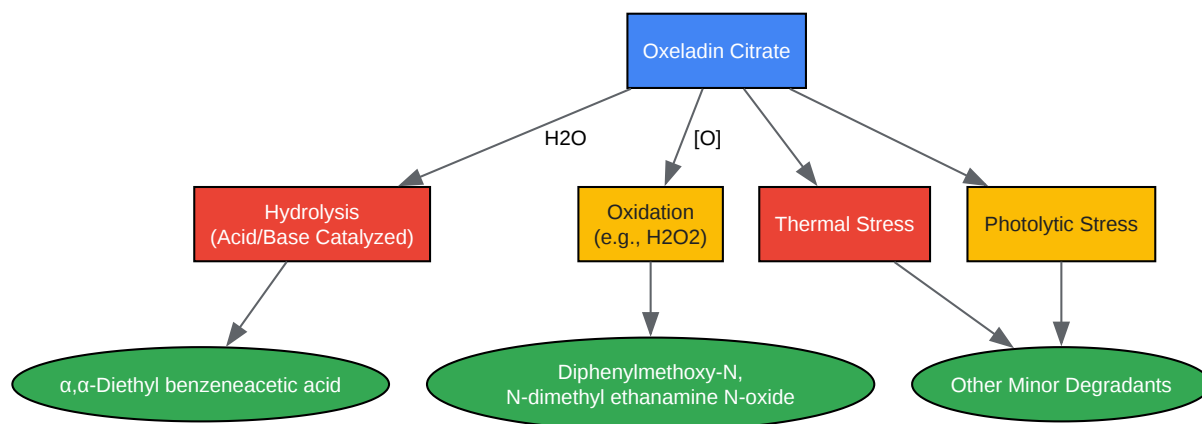 Oxeladin Citrate
H2O
[O]
Hydrolysis
(Acid/Base Catalyzed)
Oxidation
(e.g., H2O2)
Thermal Stress
Photolytic Stress
α,α-Diethyl benzeneacetic acid
Diphenylmethoxy-N,
N-dimethyl ethanamine N-oxide
Other Minor Degradants